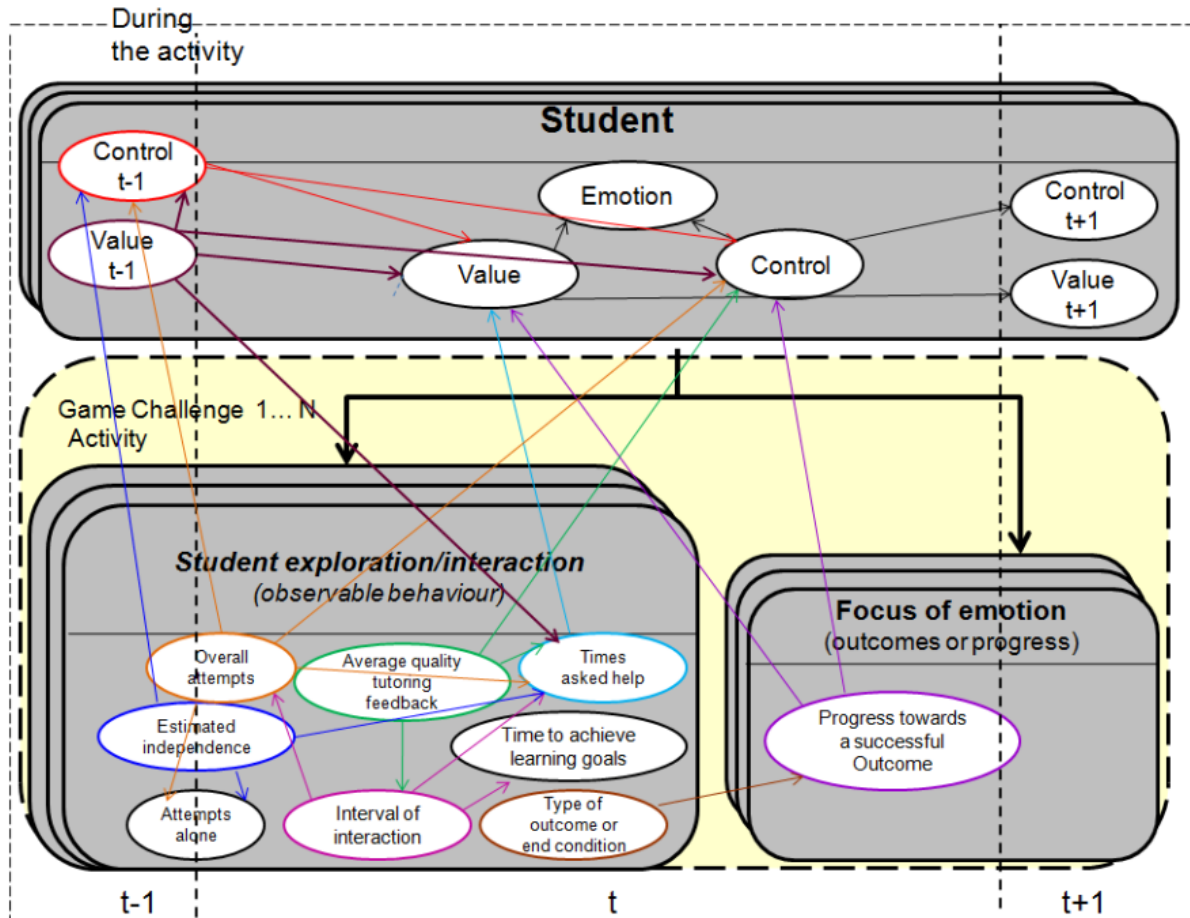 During
the activity
Student
Control
t-1
Emotion
Control
t+1
Value
t-1
Value
Control
Value
t+1
Game Challenge 1... N
Activity
Student exploration/interaction
(observable behaviour)
Focus of emotion
(outcomes or progress)
Overall
attempts
Average quality
tutoring
feedback
Times
asked help
Estimated
independence
Time to achieve
learning goals
Progress towards
a successful
Outcome
Attempts
alone
Interval of
interaction
Type of
outcome or
end condition
t-1
t
t+1